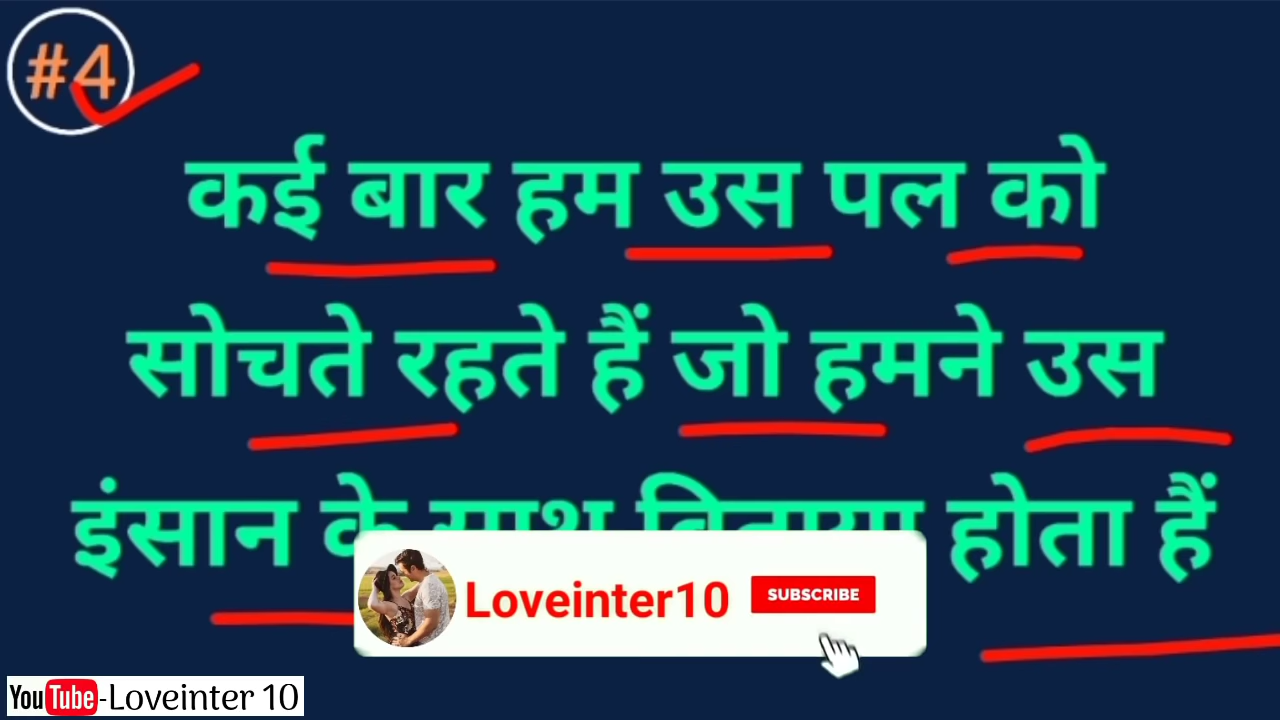 #4
कई बार हम उस पल को
सोचते रहते हैं जो हमने उस
इंसान के साथ बिताया होता हैं
Loveinter10
SUBSCRIBE
YouTube-Loveinter 10